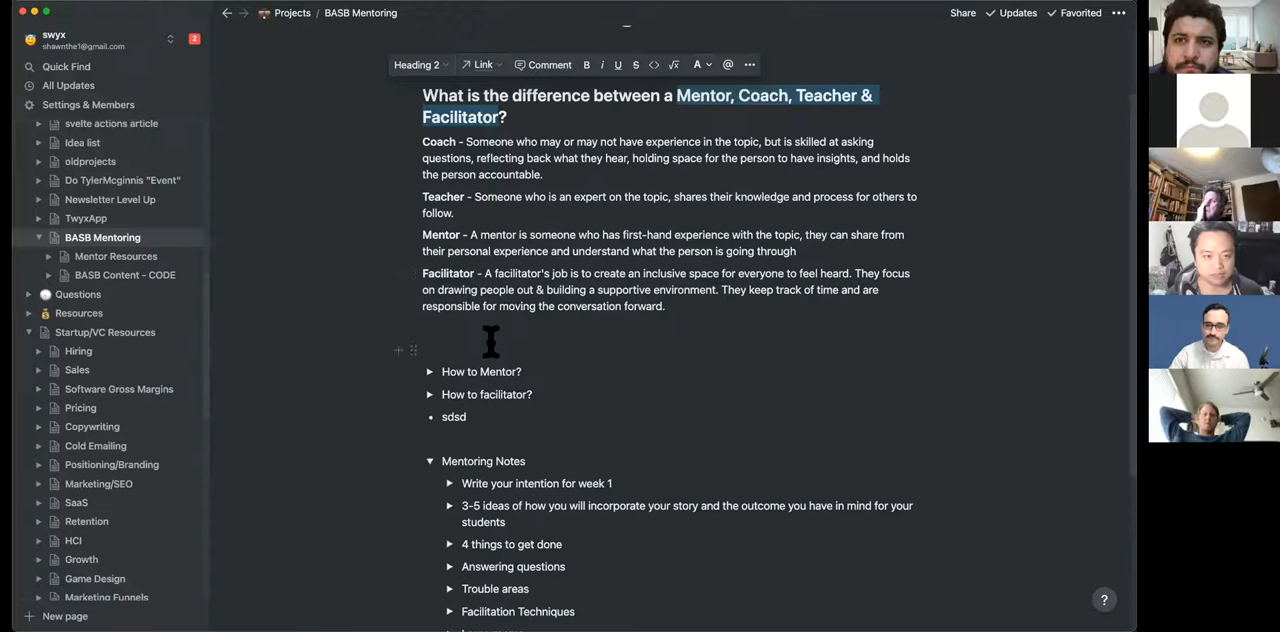 Projects / BASB Mentoring
Share Updates Favorited
swyx
shawnthe1@gmail.com
2
Quick Find
All Updates
Settings & Members
svelte actions article
Idea list
oldprojects
Do TylerMcginnis "Event"
Newsletter Level Up
TwyxApp
BASB Mentoring
Mentor Resources
BASB Content - CODE
Questions
Resources
Startup/VC Resources
Hiring
Sales
Software Gross Margins
Pricing
Copywriting
Cold Emailing
Positioning/Branding
Marketing/SEO
SaaS
Retention
HCI
Growth
Game Design
Marketing Funnels
New page
Heading 2 Link Comment B i U S <> √x A @ •••
What is the difference between a Mentor, Coach, Teacher &
Facilitator?
Coach - Someone who may or may not have experience in the topic, but is skilled at asking
questions, reflecting back what they hear, holding space for the person to have insights, and holds
the person accountable.
Teacher - Someone who is an expert on the topic, shares their knowledge and process for others to
follow.
Mentor - A mentor is someone who has first-hand experience with the topic, they can share from
their personal experience and understand what the person is going through
Facilitator - A facilitator's job is to create an inclusive space for everyone to feel heard. They focus
on drawing people out & building a supportive environment. They keep track of time and are
responsible for moving the conversation forward.
How to Mentor?
How to facilitator?
sdsd
Mentoring Notes
Write your intention for week 1
3-5 ideas of how you will incorporate your story and the outcome you have in mind for your
students
4 things to get done
Answering questions
Trouble areas
Facilitation Techniques
?